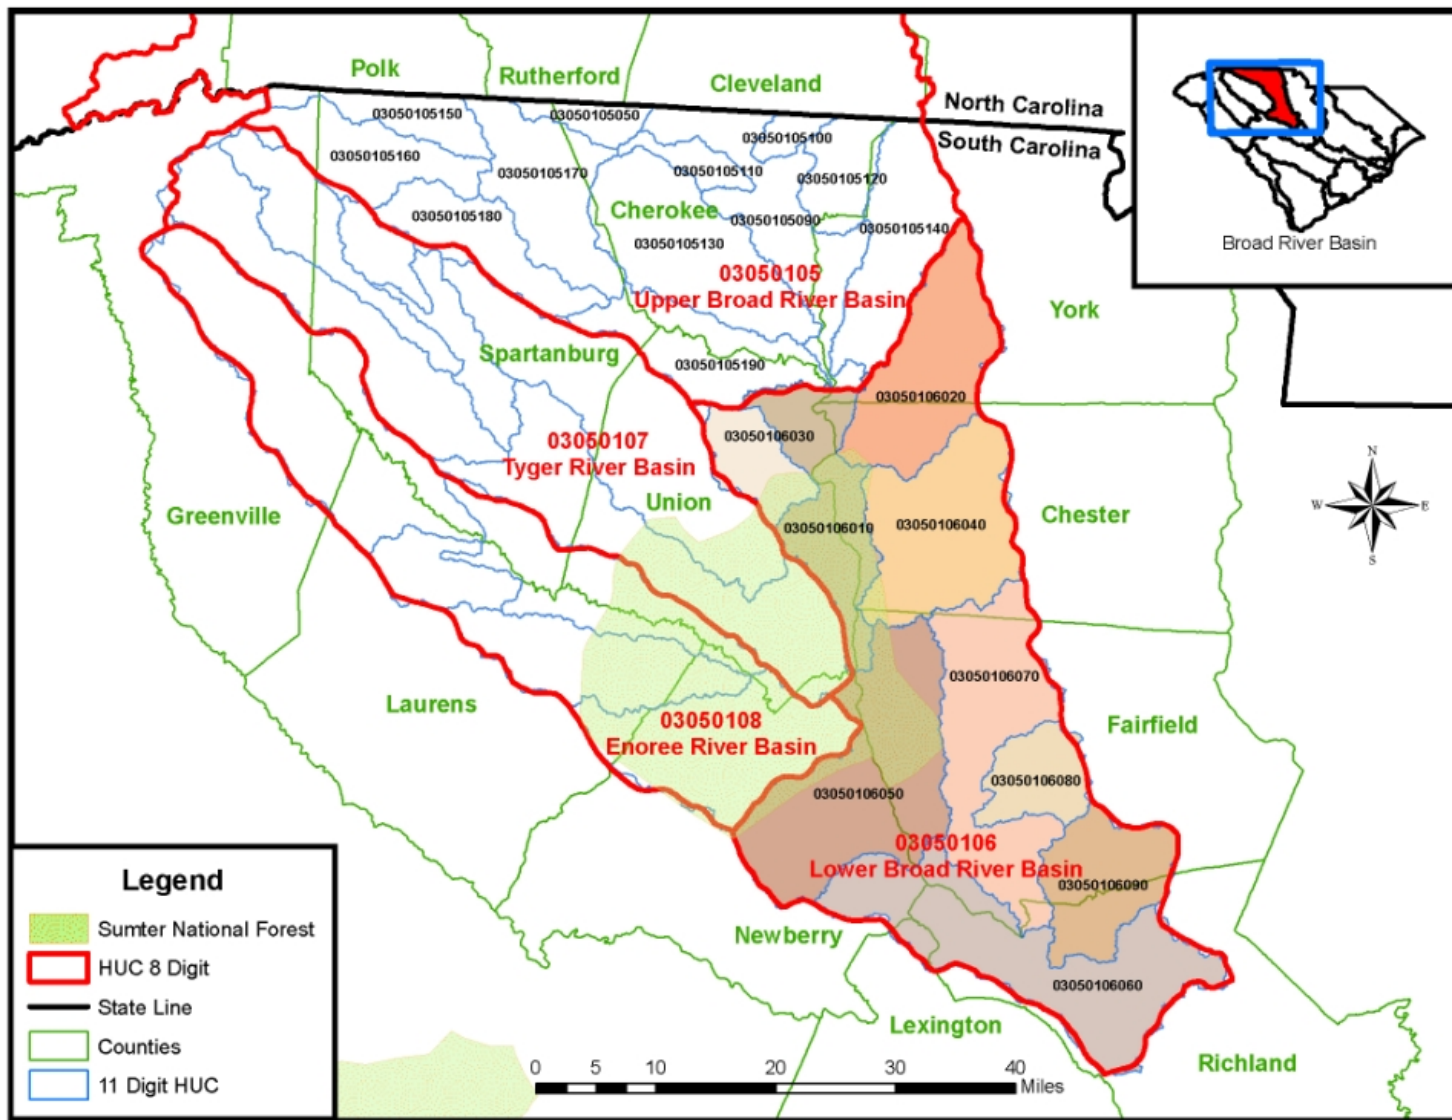 Polk
Rutherford
Cleveland
North Carolina
South Carolina
Broad River Basin
03050105150
03050105050
03050105100
03050105160
03050105170
03050105110
03050105120
03050105180
Cherokee
03050105090
03050105140
03050105130
03050105
Upper Broad River Basin
York
Spartanburg
03050105190
03050106020
03050107
Tyger River Basin
03050106030
Union
Greenville
03050106010
03050106040
Chester
N
W
E
S
03050106070
Laurens
03050108
Enoree River Basin
Fairfield
03050106080
03050106050
03050106
Lower Broad River Basin
03050106090
Newberry
03050106060
Lexington
Richland
Legend
Sumter National Forest
HUC 8 Digit
State Line
Counties
11 Digit HUC
0 5 10 20 30 40
Miles